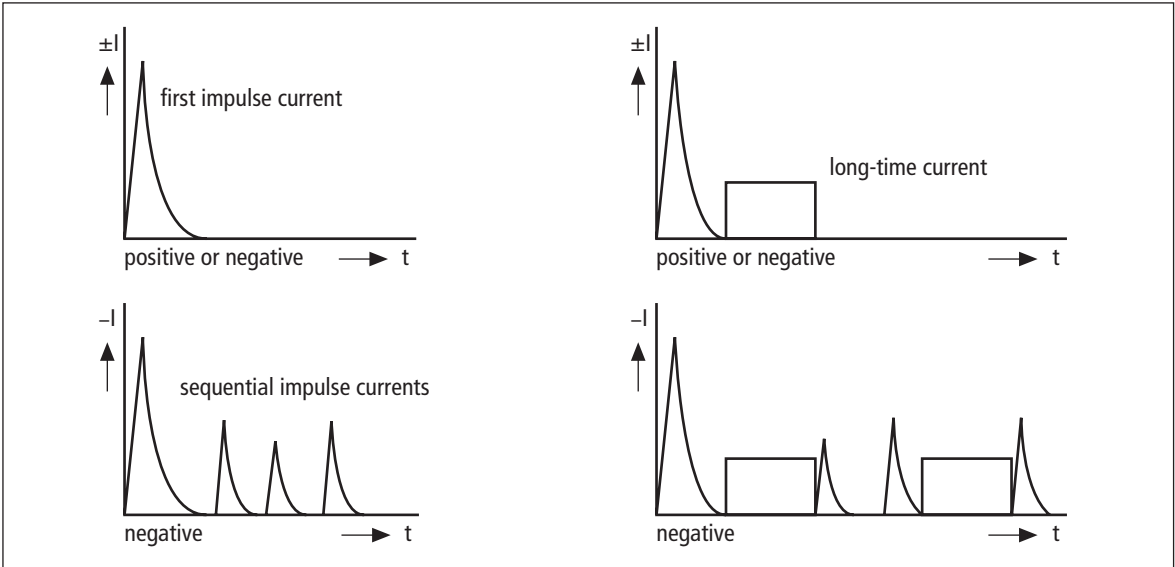 ±I
first impulse current
positive or negative
t
±I
long-time current
positive or negative
t
–I
sequential impulse currents
negative
t
–I
negative
t